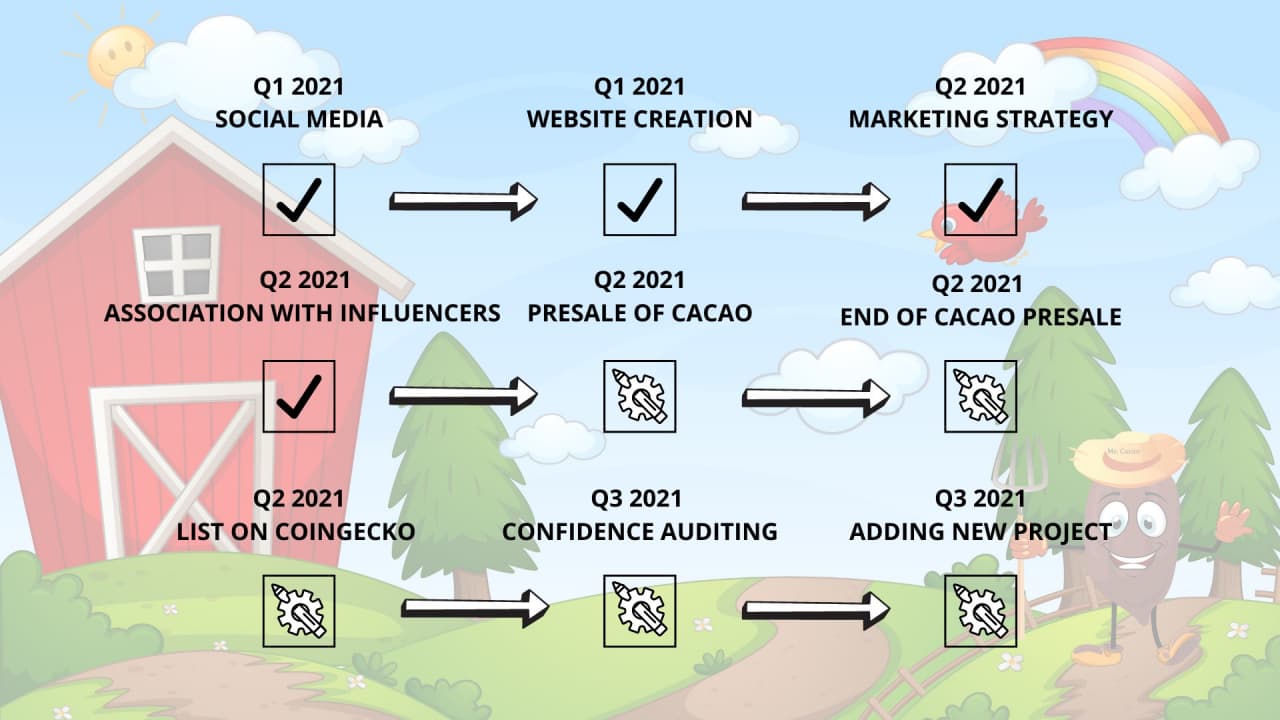 Q1 2021
SOCIAL MEDIA
Q1 2021
WEBSITE CREATION
Q2 2021
MARKETING STRATEGY
Q2 2021
ASSOCIATION WITH INFLUENCERS
Q2 2021
PRESALE OF CACAO
Q2 2021
END OF CACAO PRESALE
Q2 2021
LIST ON COINGECKO
Q3 2021
CONFIDENCE AUDITING
Q3 2021
ADDING NEW PROJECT
Mr. Cacao